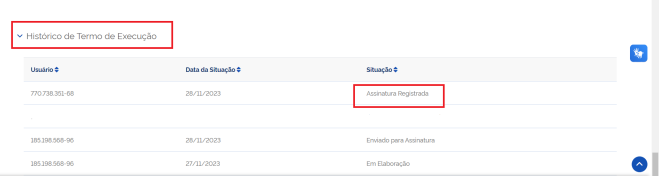 Histórico de Termo de Execução
Usuário Data da Situação Situação
770.738.351-68 28/11/2023 Assinatura Registrada
185.198.568-96 28/11/2023 Enviado para Assinatura
185.198.568-96 27/11/2023 Em Elaboração